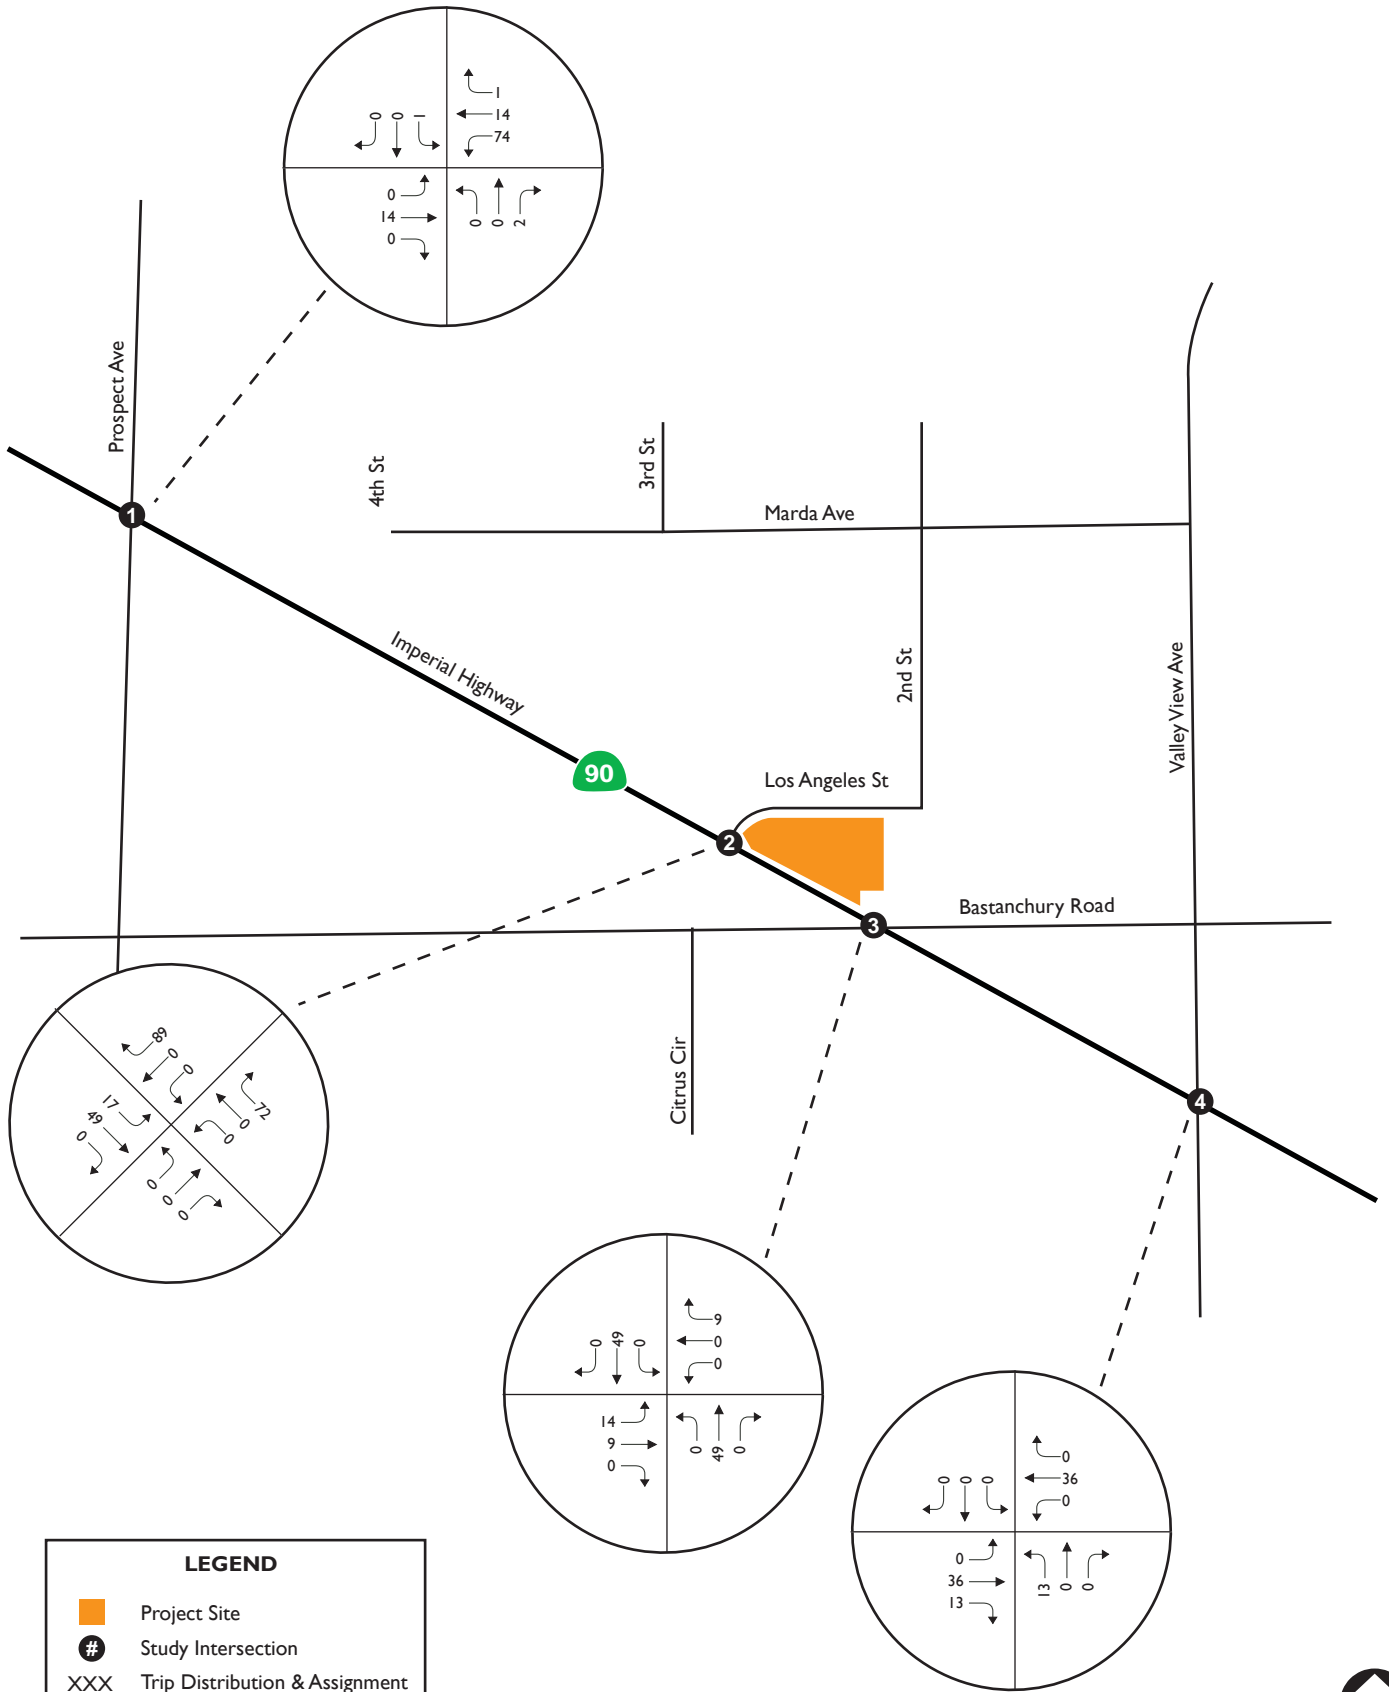 1
14
74
0 0 1
0
14
0
0 0 2
Prospect Ave
4th St
3rd St
Marda Ave
1
Imperial Highway
2nd St
Valley View Ave
90
Los Angeles St
2
Bastanchury Road
3
Citrus Cir
4
89
0
0
17
49
0
72
0
0
0
0
0
9
0
0
0 49 0
14
9
0
0 49 0
0
36
0
0 0 0
0
36
13
13 0 0
LEGEND
Project Site
# Study Intersection
XXX Trip Distribution & Assignment